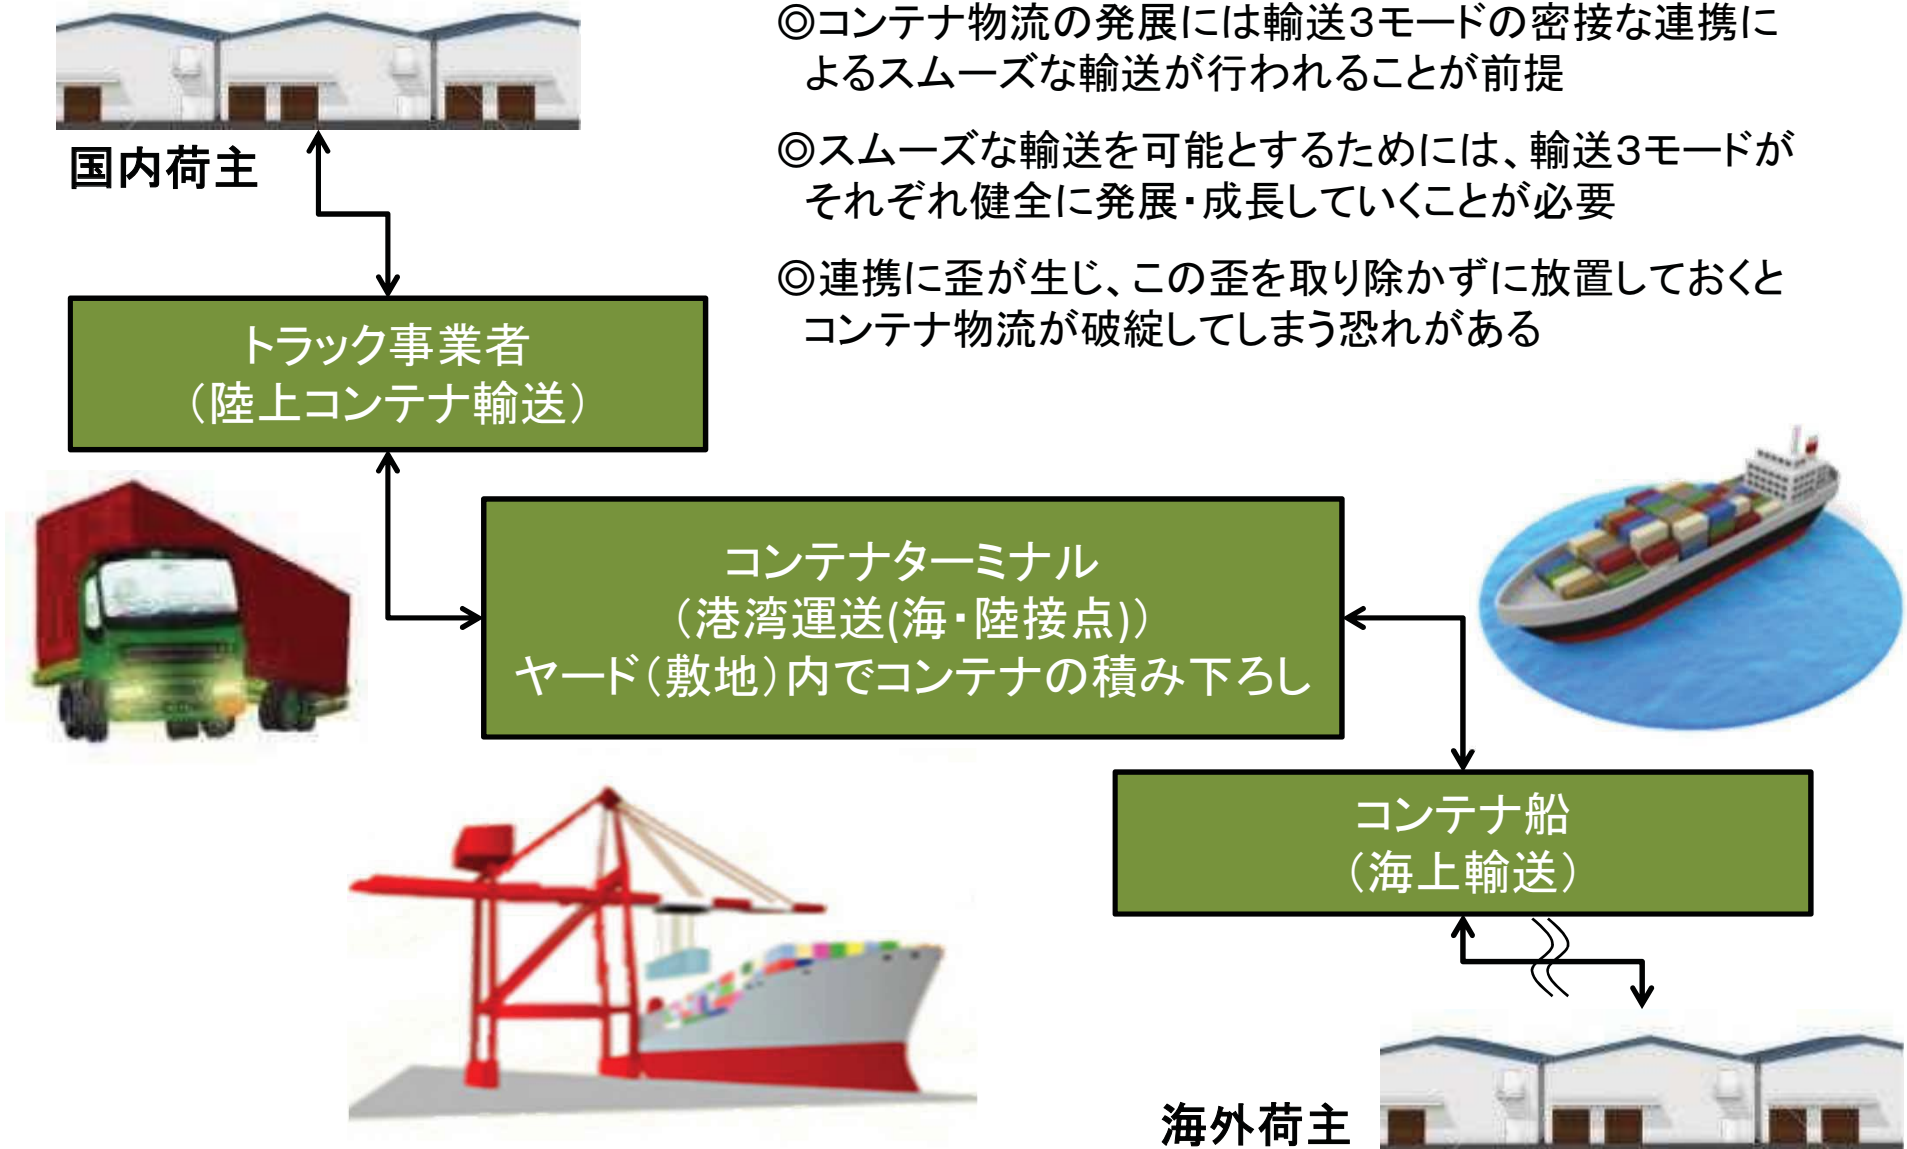 ◎コンテナ物流の発展には輸送3モードの密接な連携に
よるスムーズな輸送が行われることが前提
◎スムーズな輸送を可能とするためには、輸送3モードが
それぞれ健全に発展・成長していくことが必要
◎連携に歪が生じ、この歪を取り除かずに放置しておくと
コンテナ物流が破綻してしまう恐れがある
国内荷主
トラック事業者
（陸上コンテナ輸送）
コンテナターミナル
（港湾運送(海・陸接点)）
ヤード（敷地）内でコンテナの積み下ろし
コンテナ船
（海上輸送）
海外荷主